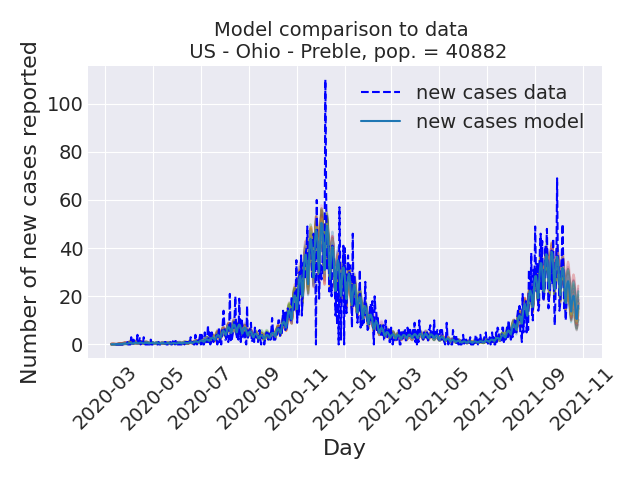 Model comparison to data
US - Ohio - Preble, pop. = 40882
Number of new cases reported
100
80
60
40
20
0
new cases data
new cases model
2020-03
2020-05
2020-07
2020-09
2020-11
2021-01
2021-03
2021-05
2021-07
2021-09
2021-11
Day